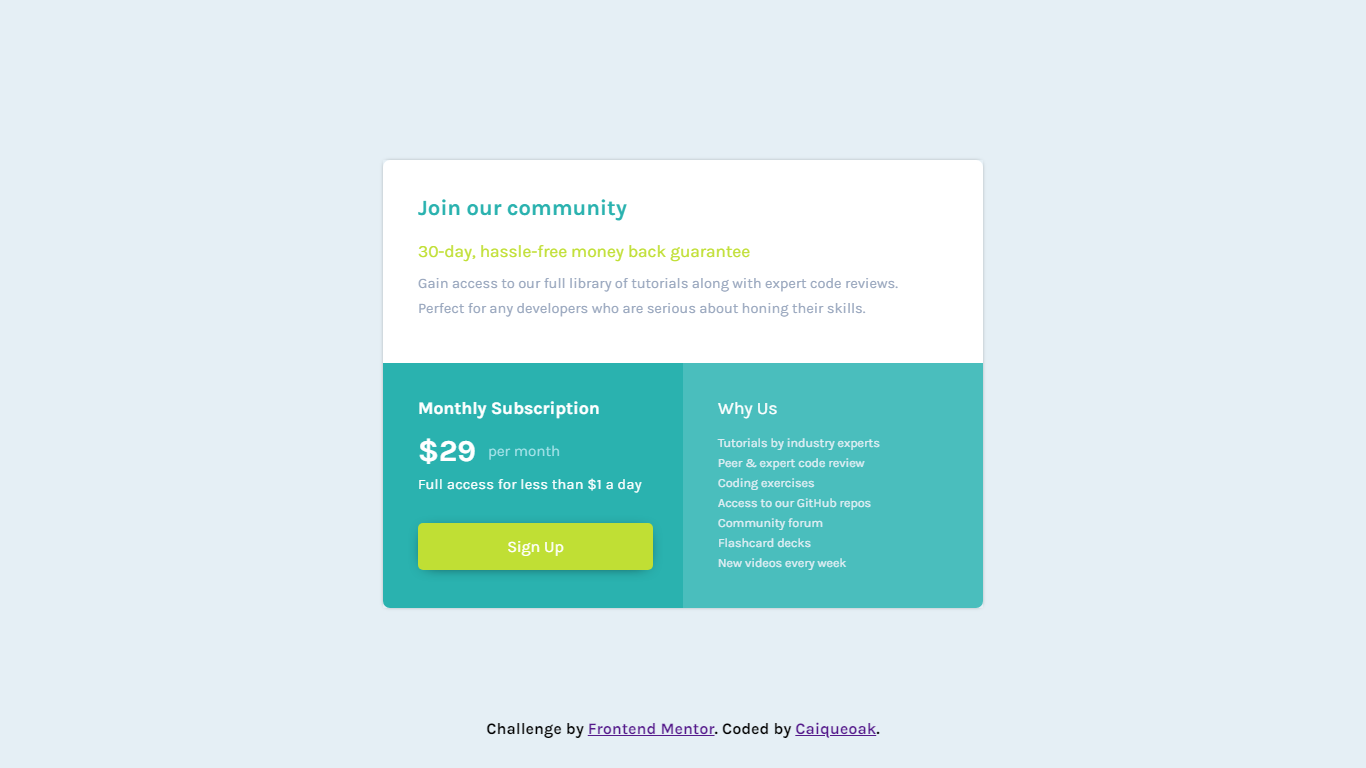 Join our community
30-day, hassle-free money back guarantee
Gain access to our full library of tutorials along with expert code reviews.
Perfect for any developers who are serious about honing their skills.
Monthly Subscription
$29 per month
Full access for less than $1 a day
Sign Up
Why Us
Tutorials by industry experts
Peer & expert code review
Coding exercises
Access to our GitHub repos
Community forum
Flashcard decks
New videos every week
Challenge by Frontend Mentor. Coded by Caiqueoak.